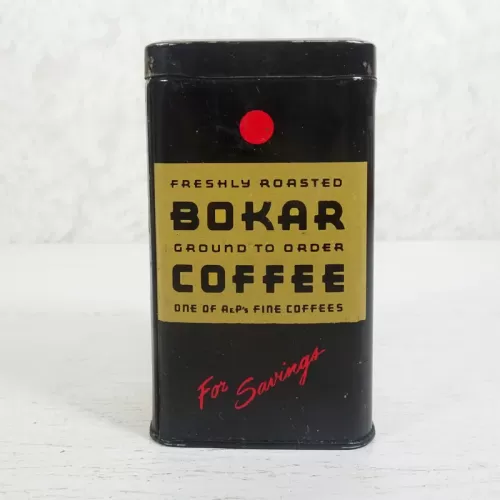 FRESHLY ROASTED
BOKAR
GROUND TO ORDER
COFFEE
ONE OF A&P's FINE COFFEES
For Savings